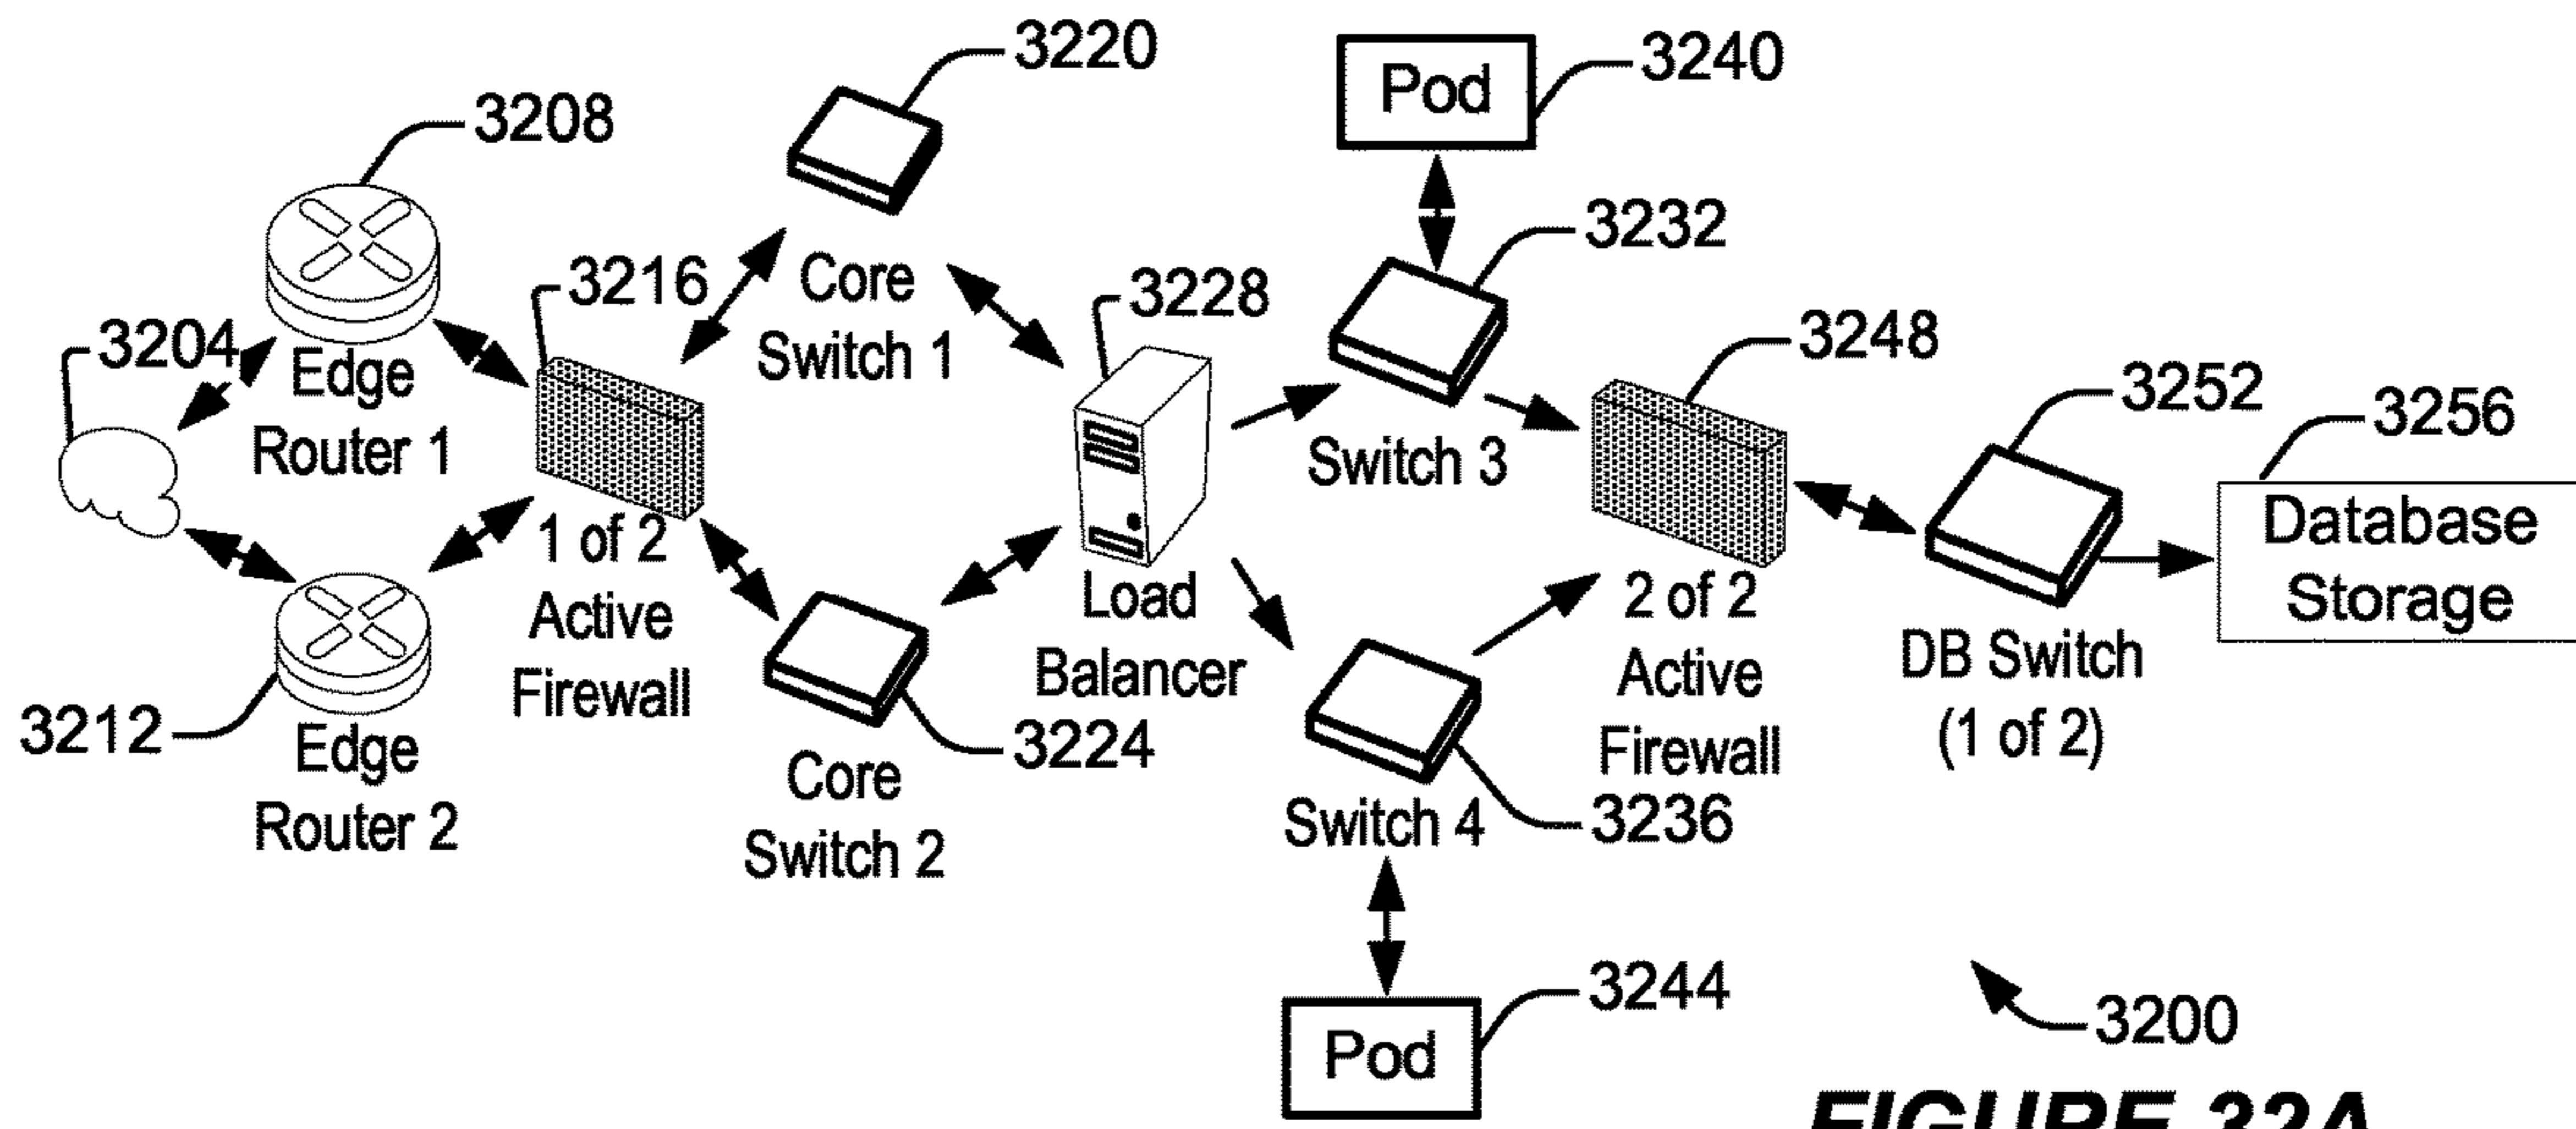 3220
3240
Pod
3208
3232
3216
Core
Switch 1
3228
3248
3204
Edge
Router 1
3252
3256
Switch 3
Database
Storage
1 of 2
Active
Firewall
Load
Balancer
2 of 2
Active
Firewall
DB Switch
(1 of 2)
3212
Edge
Router 2
3224
Core
Switch 2
Switch 4
3236
3244
Pod
3200
FIGURE 32A